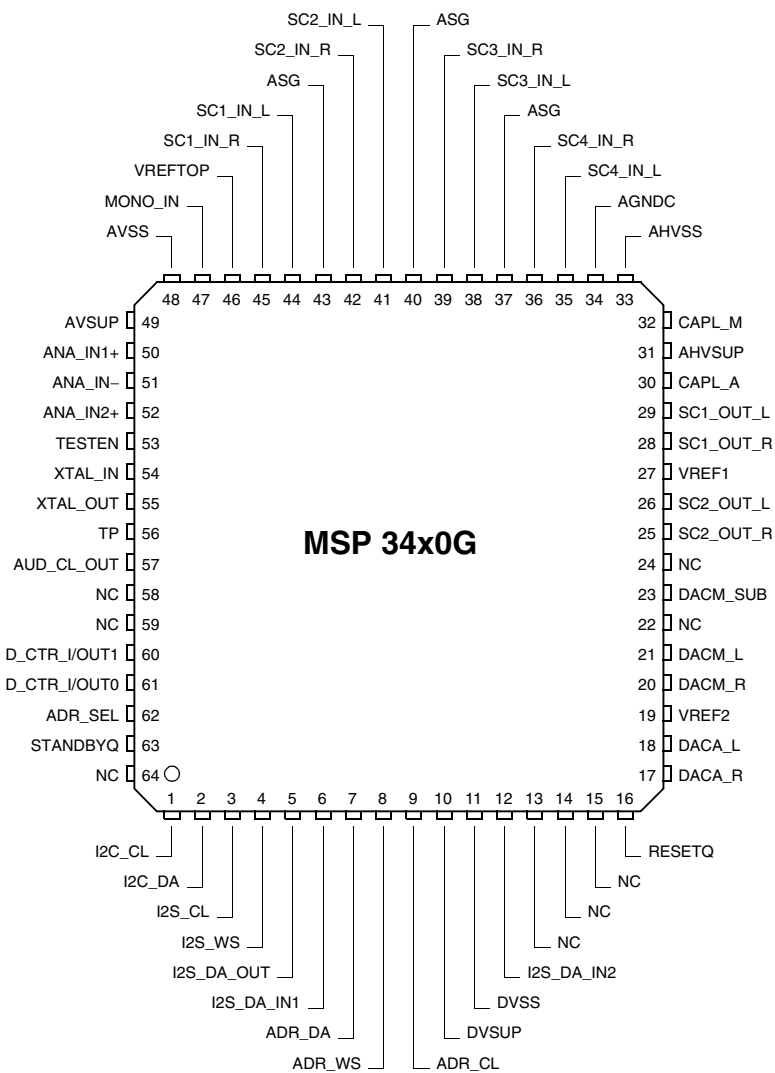 SC2_IN_L ASG
SC2_IN_R SC3_IN_R
ASG SC3_IN_L
SC1_IN_L ASG
SC1_IN_R SC4_IN_R
VREFTOP SC4_IN_L
MONO_IN AGNDC
AVSS AHVSS
48 47 46 45 44 43 42 41 40 39 38 37 36 35 34 33
AVSUP 49 32 CAPL_M
ANA_IN1+ 50 31 AHVSUP
ANA_IN− 51 30 CAPL_A
ANA_IN2+ 52 29 SC1_OUT_L
TESTEN 53 28 SC1_OUT_R
XTAL_IN 54 27 VREF1
XTAL_OUT 55 26 SC2_OUT_L
TP 56 25 SC2_OUT_R
MSP 34x0G
AUD_CL_OUT 57 24 NC
NC 58 23 DACM_SUB
NC 59 22 NC
D_CTR_I/OUT1 60 21 DACM_L
D_CTR_I/OUT0 61 20 DACM_R
ADR_SEL 62 19 VREF2
STANDBYQ 63 18 DACA_L
NC 64 17 DACA_R
1 2 3 4 5 6 7 8 9 10 11 12 13 14 15 16
I2C_CL RESETQ
I2C_DA NC
I2S_CL NC
I2S_WS NC
I2S_DA_OUT I2S_DA_IN2
I2S_DA_IN1 DVSS
ADR_DA DVSUP
ADR_WS ADR_CL